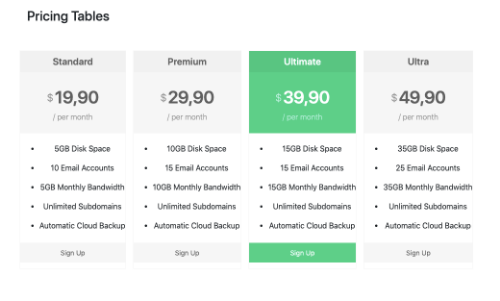 Pricing Tables
Standard
$19,90
/ per month
5GB Disk Space
10 Email Accounts
5GB Monthly Bandwidth
Unlimited Subdomains
Automatic Cloud Backup
Sign Up
Premium
$29,90
/ per month
10GB Disk Space
15 Email Accounts
10GB Monthly Bandwidth
Unlimited Subdomains
Automatic Cloud Backup
Sign Up
Ultimate
$39,90
/ per month
15GB Disk Space
15 Email Accounts
15GB Monthly Bandwidth
Unlimited Subdomains
Automatic Cloud Backup
Sign Up
Ultra
$49,90
/ per month
35GB Disk Space
25 Email Accounts
35GB Monthly Bandwidth
Unlimited Subdomains
Automatic Cloud Backup
Sign Up